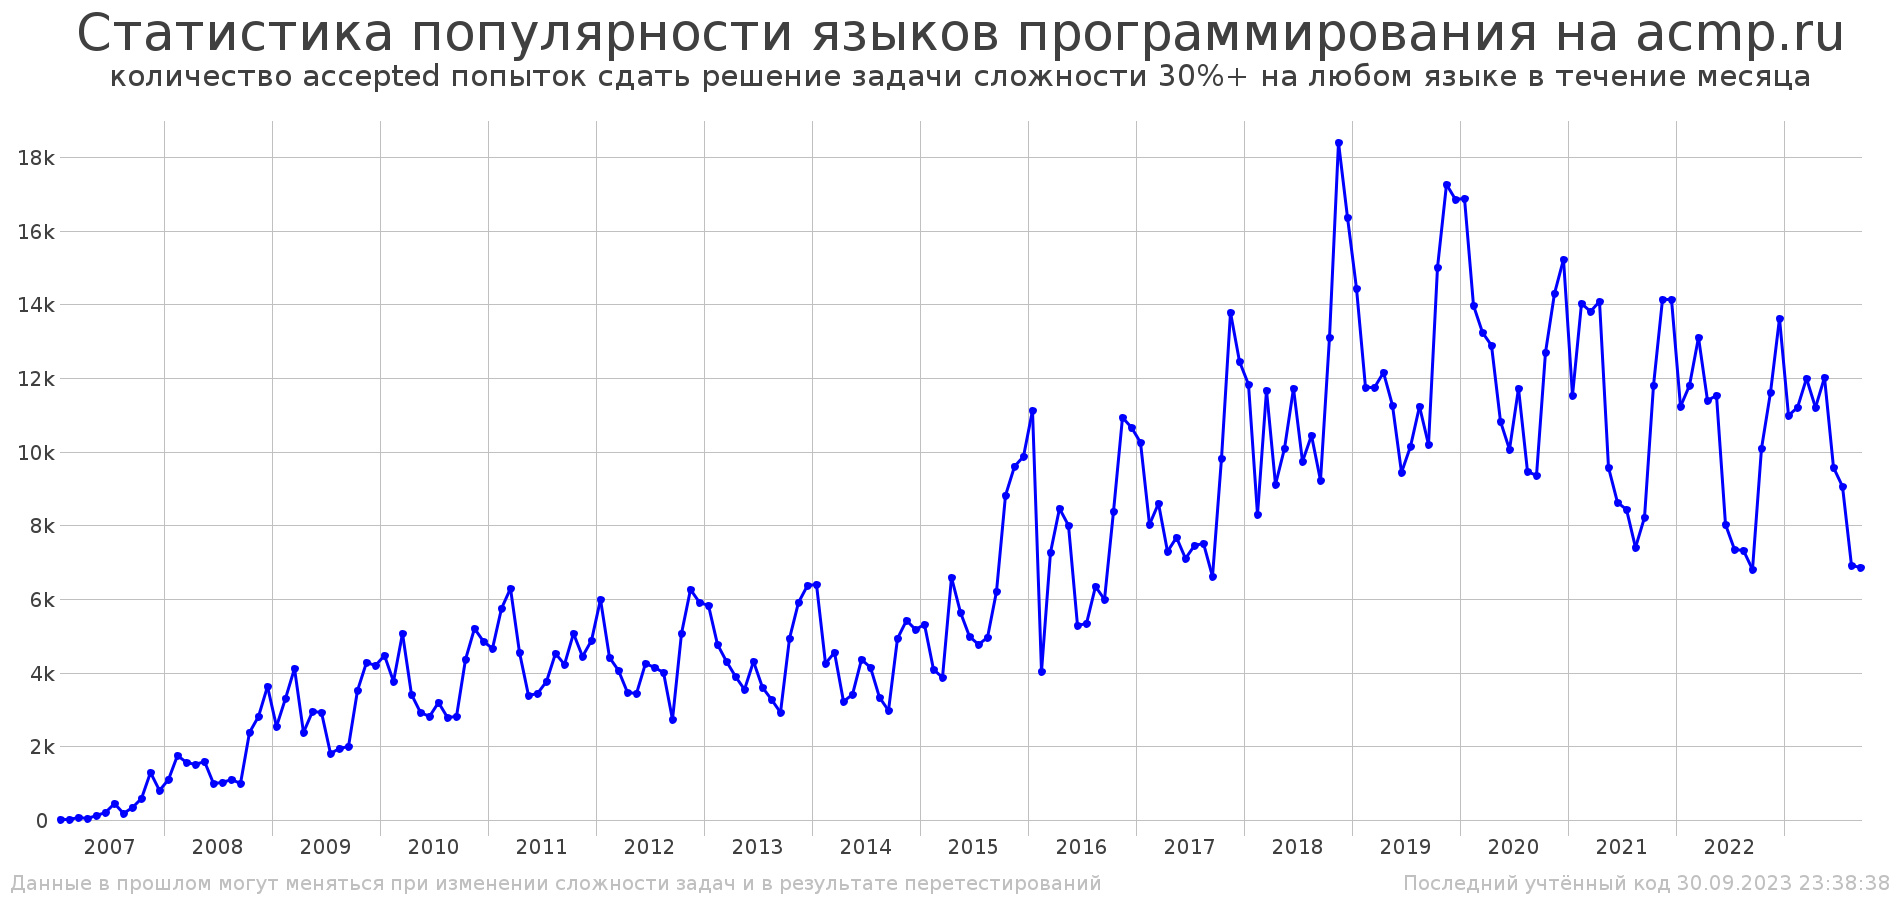 Статистика популярности языков программирования на acmp.ru
количество accepted попыток сдать решение задачи сложности 30%+ на любом языке в течение месяца
18k
16k
14k
12k
10k
8k
6k
4k
2k
0
2007 2008 2009 2010 2011 2012 2013 2014 2015 2016 2017 2018 2019 2020 2021 2022
Данные в прошлом могут меняться при изменении сложности задач и в результате перетестирований
Последний учтённый код 30.09.2023 23:38:38